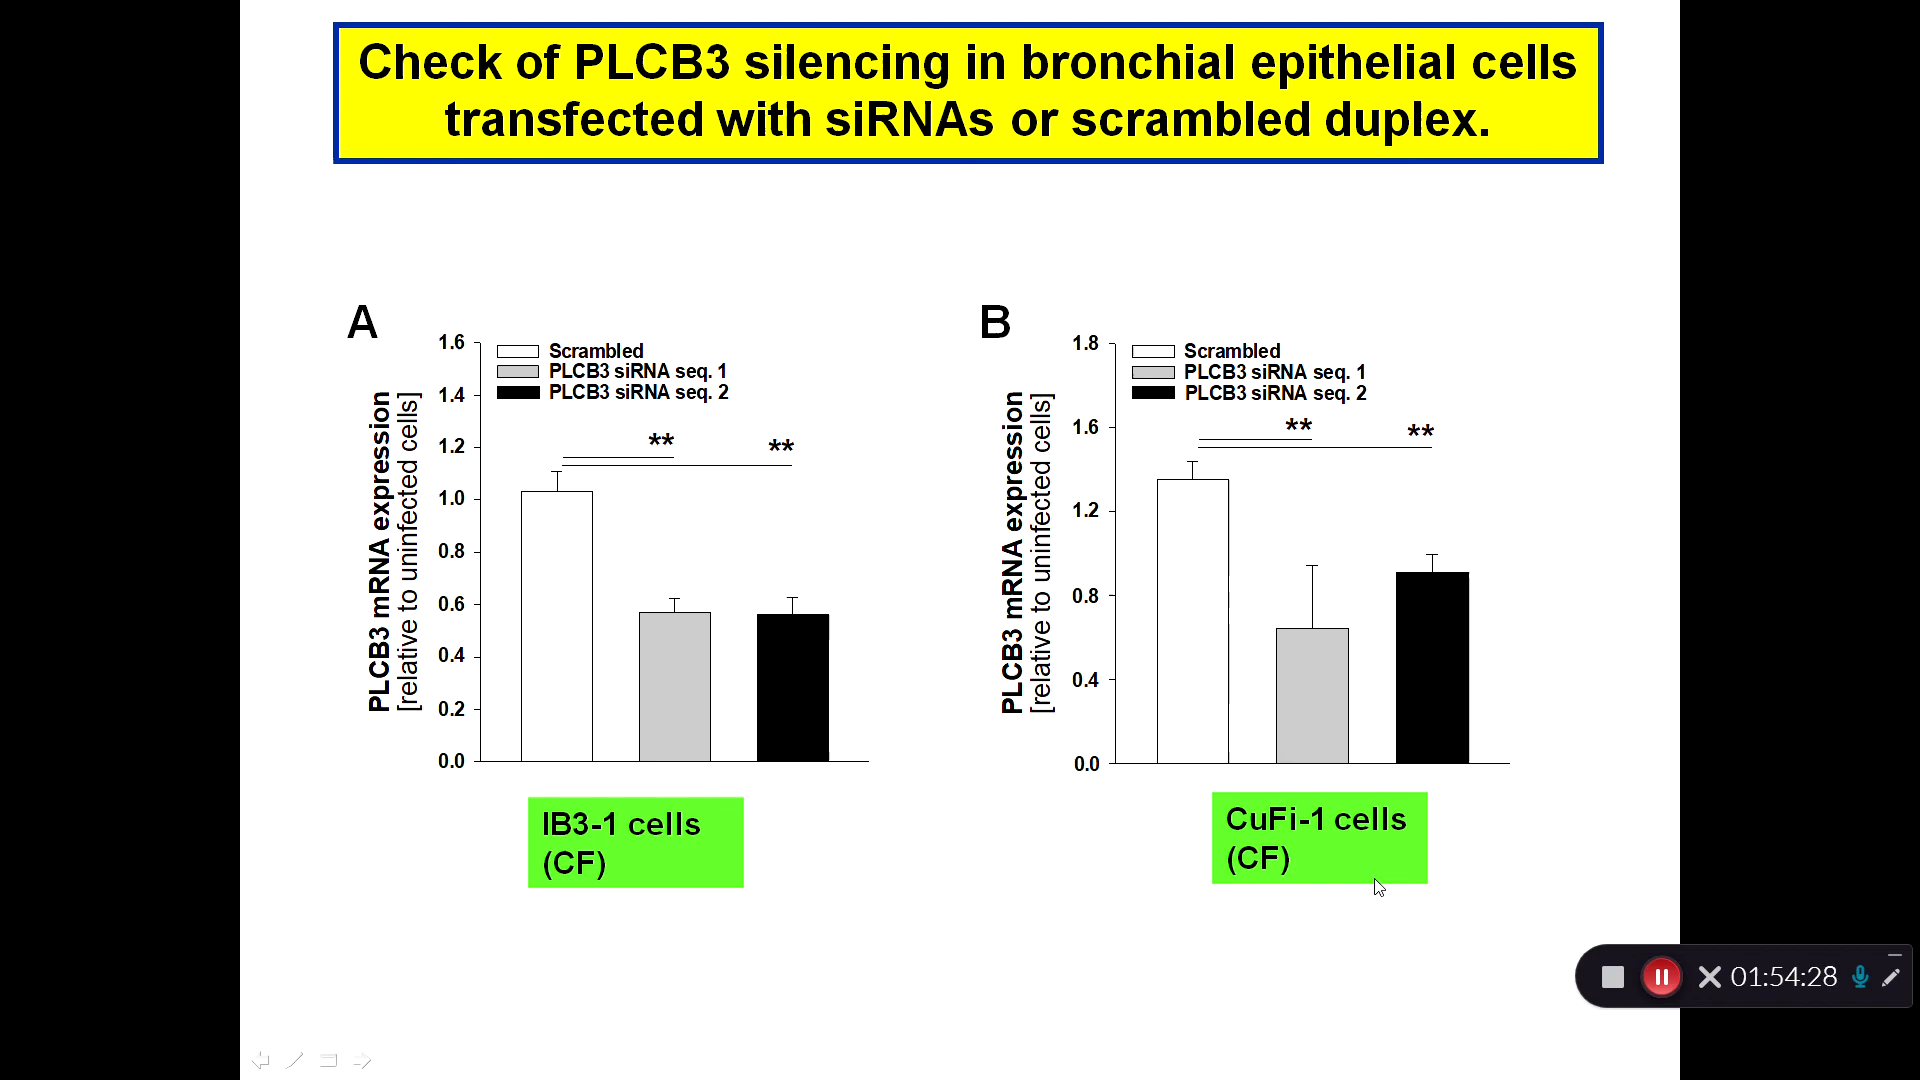 Check of PLCB3 silencing in bronchial epithelial cells
transfected with siRNAs or scrambled duplex.
A
1.6
1.4
1.2
1.0
0.8
0.6
0.4
0.2
0.0
PLCB3 mRNA expression
[relative to uninfected cells]
Scrambled
PLCB3 siRNA seq. 1
PLCB3 siRNA seq. 2
**
**
IB3-1 cells
(CF)
B
1.8
1.6
1.2
0.8
0.4
0.0
PLCB3 mRNA expression
[relative to uninfected cells]
Scrambled
PLCB3 siRNA seq. 1
PLCB3 siRNA seq. 2
**
**
CuFi-1 cells
(CF)
01:54:28